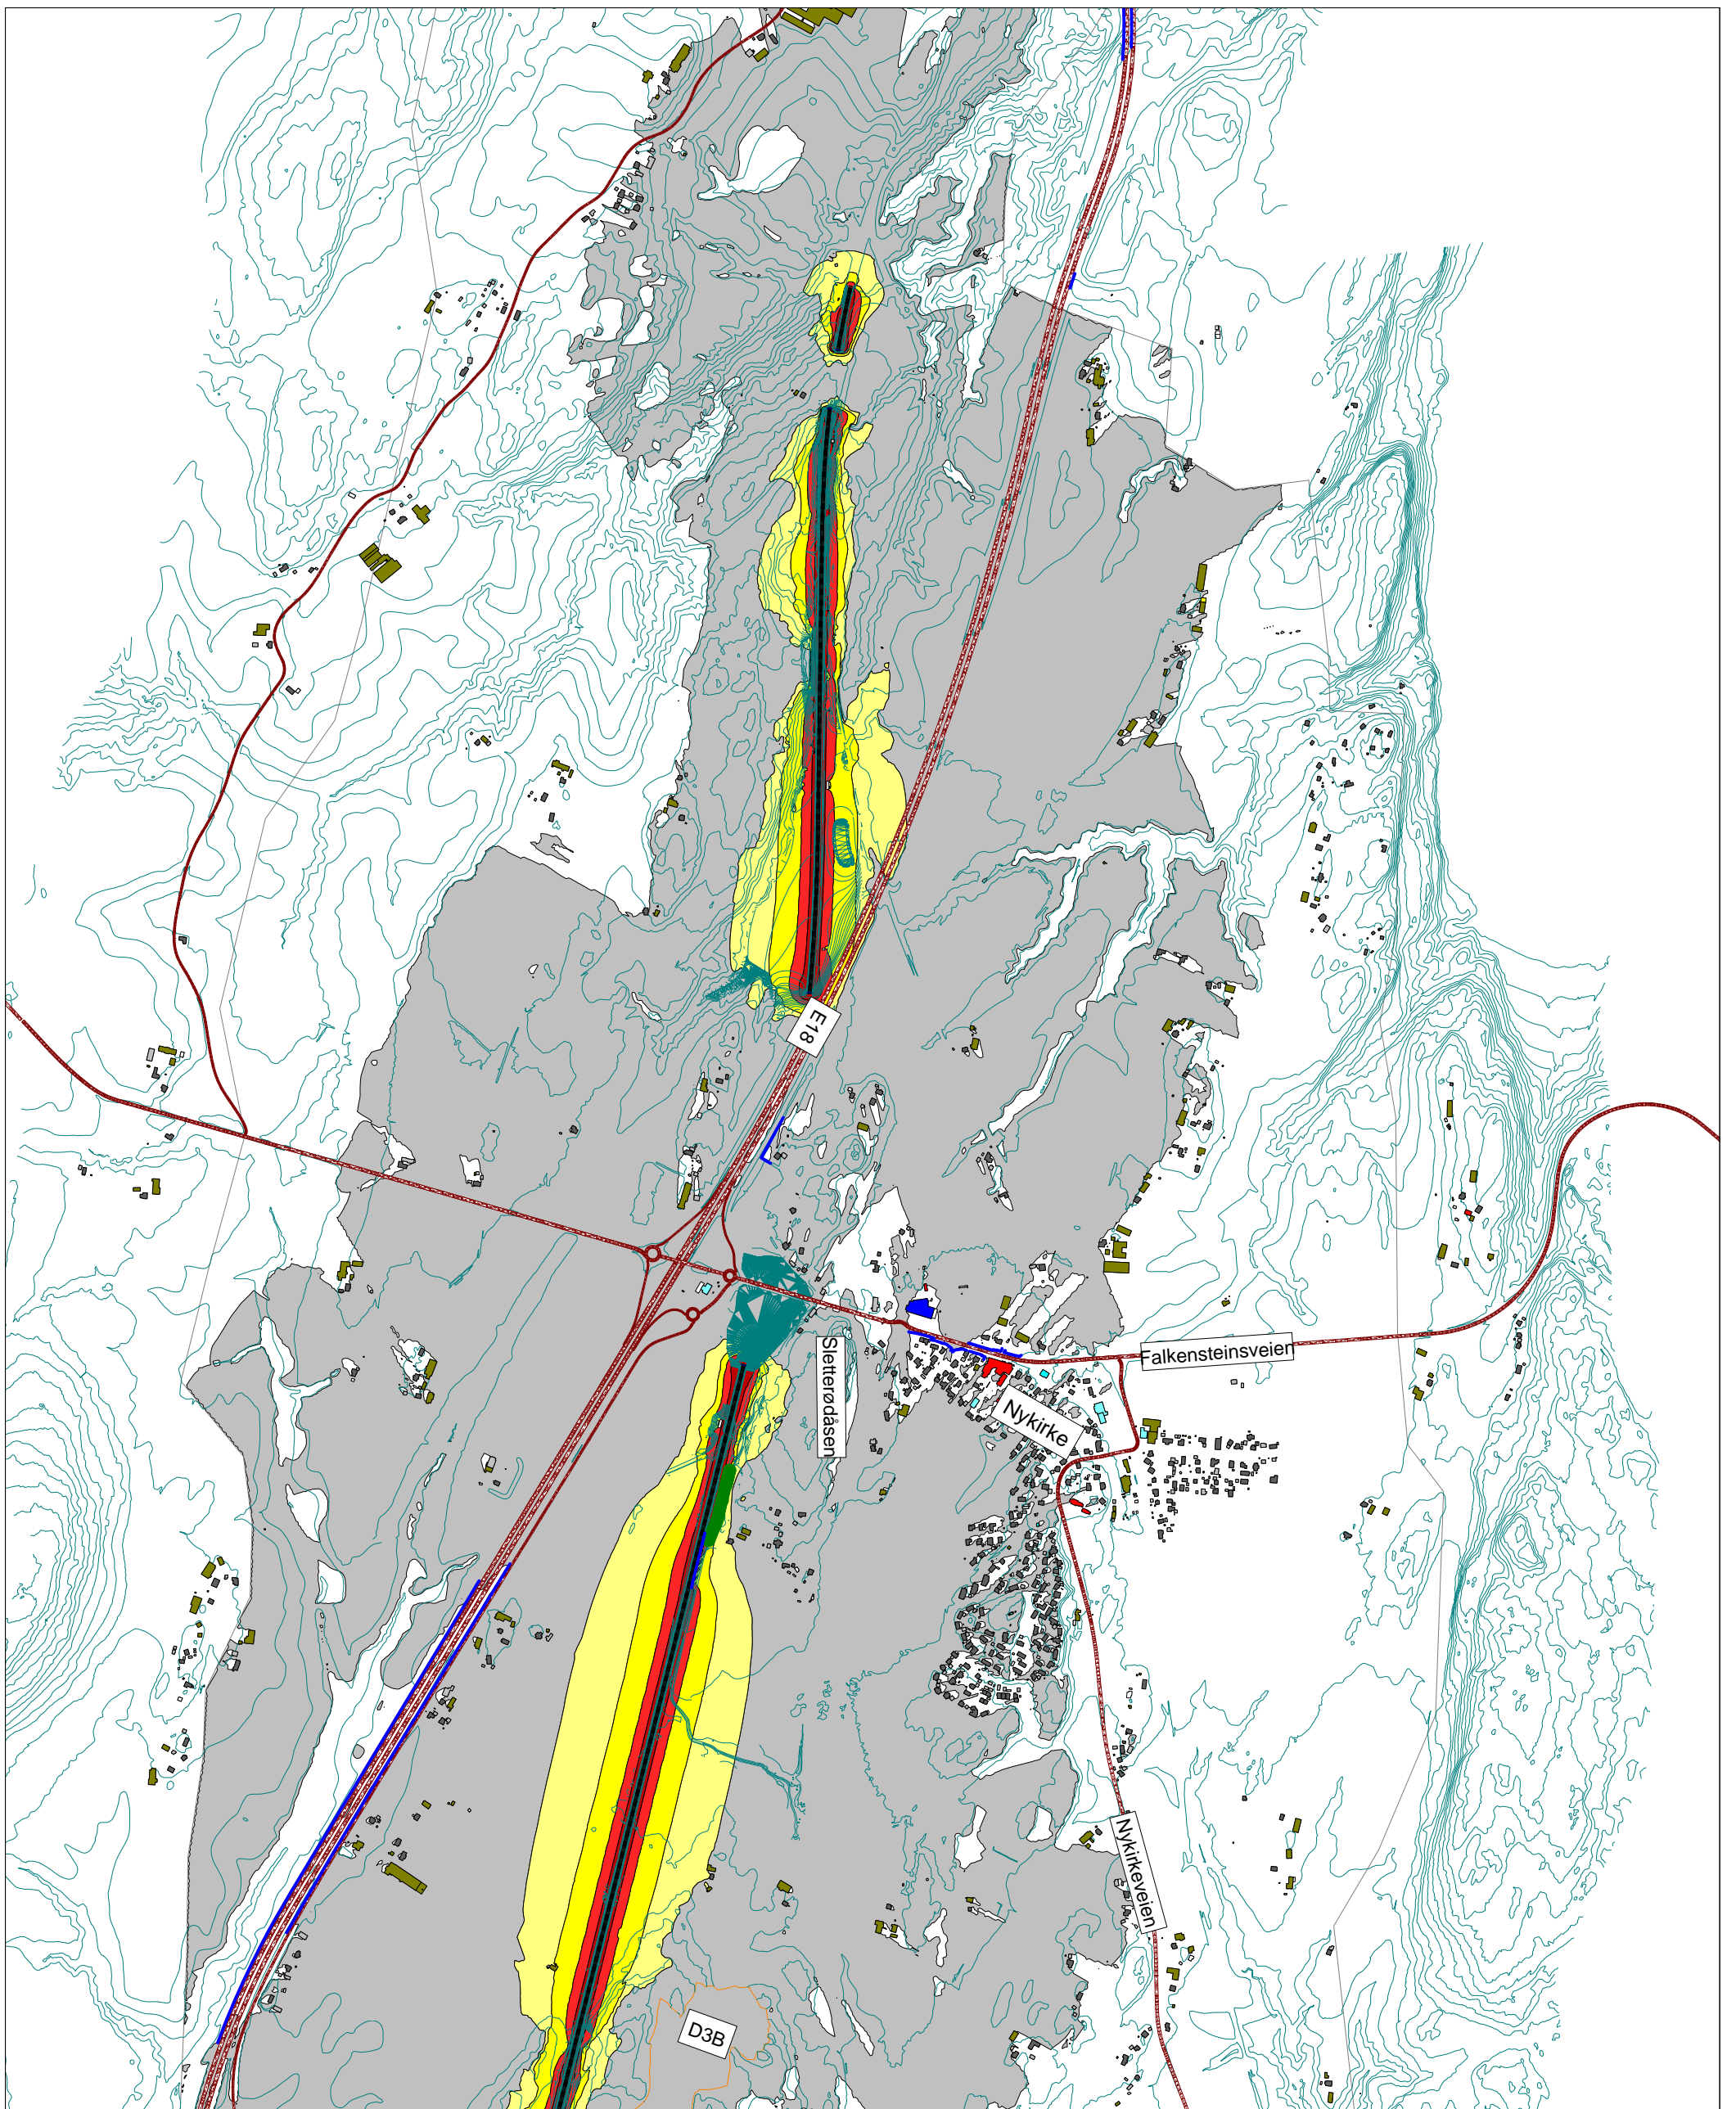 E18
Sletterødåsen
Falkensteinsveien
Nykirke
Nykirkeveien
D3B